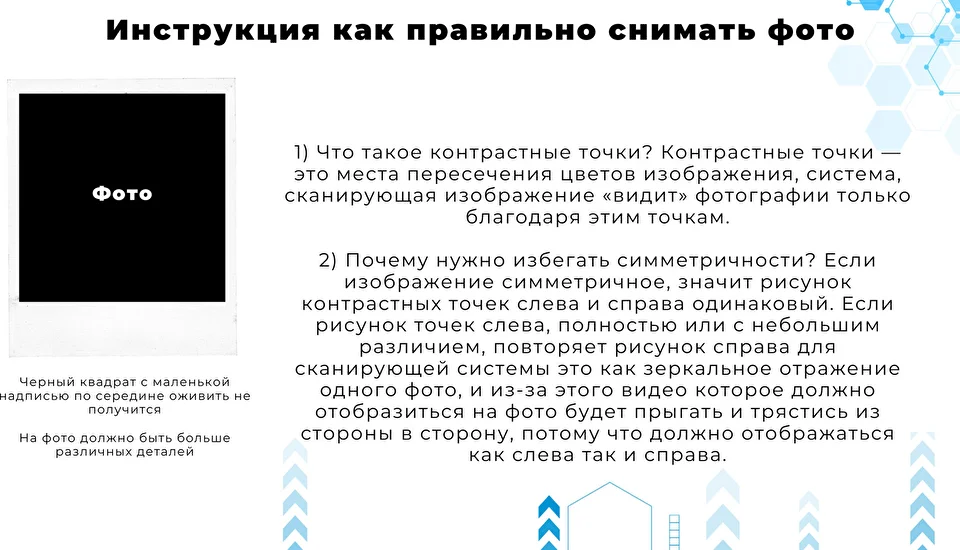 Инструкция как правильно снимать фото
Фото
Черный квадрат с маленькой
надписью по середине оживить не
получится
На фото должно быть больше
различных деталей
1) Что такое контрастные точки? Контрастные точки —
это места пересечения цветов изображения, система,
сканирующая изображение «видит» фотографии только
благодаря этим точкам.
2) Почему нужно избегать симметричности? Если
изображение симметричное, значит рисунок
контрастных точек слева и справа одинаковый. Если
рисунок точек слева, полностью или с небольшим
различием, повторяет рисунок справа для
сканирующей системы это как зеркальное отражение
одного фото, и из-за этого видео которое должно
отобразиться на фото будет прыгать и трястись из
стороны в сторону, потому что должно отображаться
как слева так и справа.